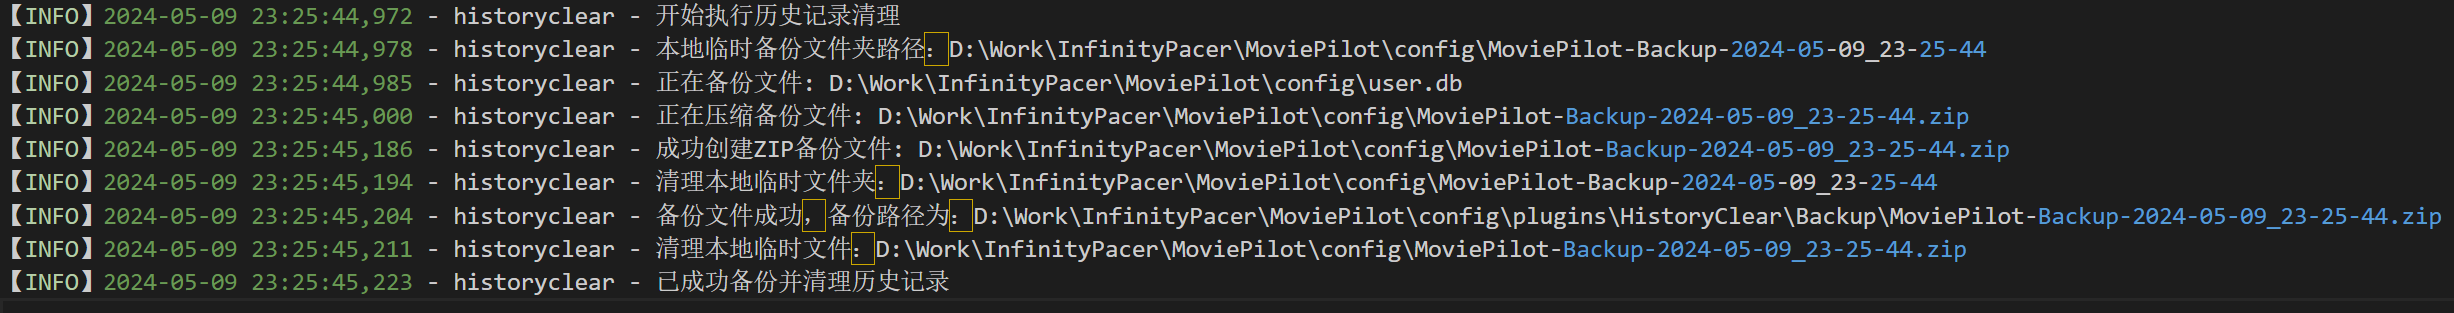 【INFO】2024-05-09 23:25:44,972 - historyclear - 开始执行历史记录清理
【INFO】2024-05-09 23:25:44,978 - historyclear - 本地临时备份文件夹路径：D:\Work\InfinityPacer\MoviePilot\config\MoviePilot-Backup-2024-05-09_23-25-44
【INFO】2024-05-09 23:25:44,985 - historyclear - 正在备份文件: D:\Work\InfinityPacer\MoviePilot\config\user.db
【INFO】2024-05-09 23:25:45,000 - historyclear - 正在压缩备份文件: D:\Work\InfinityPacer\MoviePilot\config\MoviePilot-Backup-2024-05-09_23-25-44.zip
【INFO】2024-05-09 23:25:45,186 - historyclear - 成功创建ZIP备份文件: D:\Work\InfinityPacer\MoviePilot\config\MoviePilot-Backup-2024-05-09_23-25-44.zip
【INFO】2024-05-09 23:25:45,194 - historyclear - 清理本地临时文件夹：D:\Work\InfinityPacer\MoviePilot\config\MoviePilot-Backup-2024-05-09_23-25-44
【INFO】2024-05-09 23:25:45,204 - historyclear - 备份文件成功，备份路径为：D:\Work\InfinityPacer\MoviePilot\config\plugins\HistoryClear\Backup\MoviePilot-Backup-2024-05-09_23-25-44.zip
【INFO】2024-05-09 23:25:45,211 - historyclear - 清理本地临时文件：D:\Work\InfinityPacer\MoviePilot\config\MoviePilot-Backup-2024-05-09_23-25-44.zip
【INFO】2024-05-09 23:25:45,223 - historyclear - 已成功备份并清理历史记录